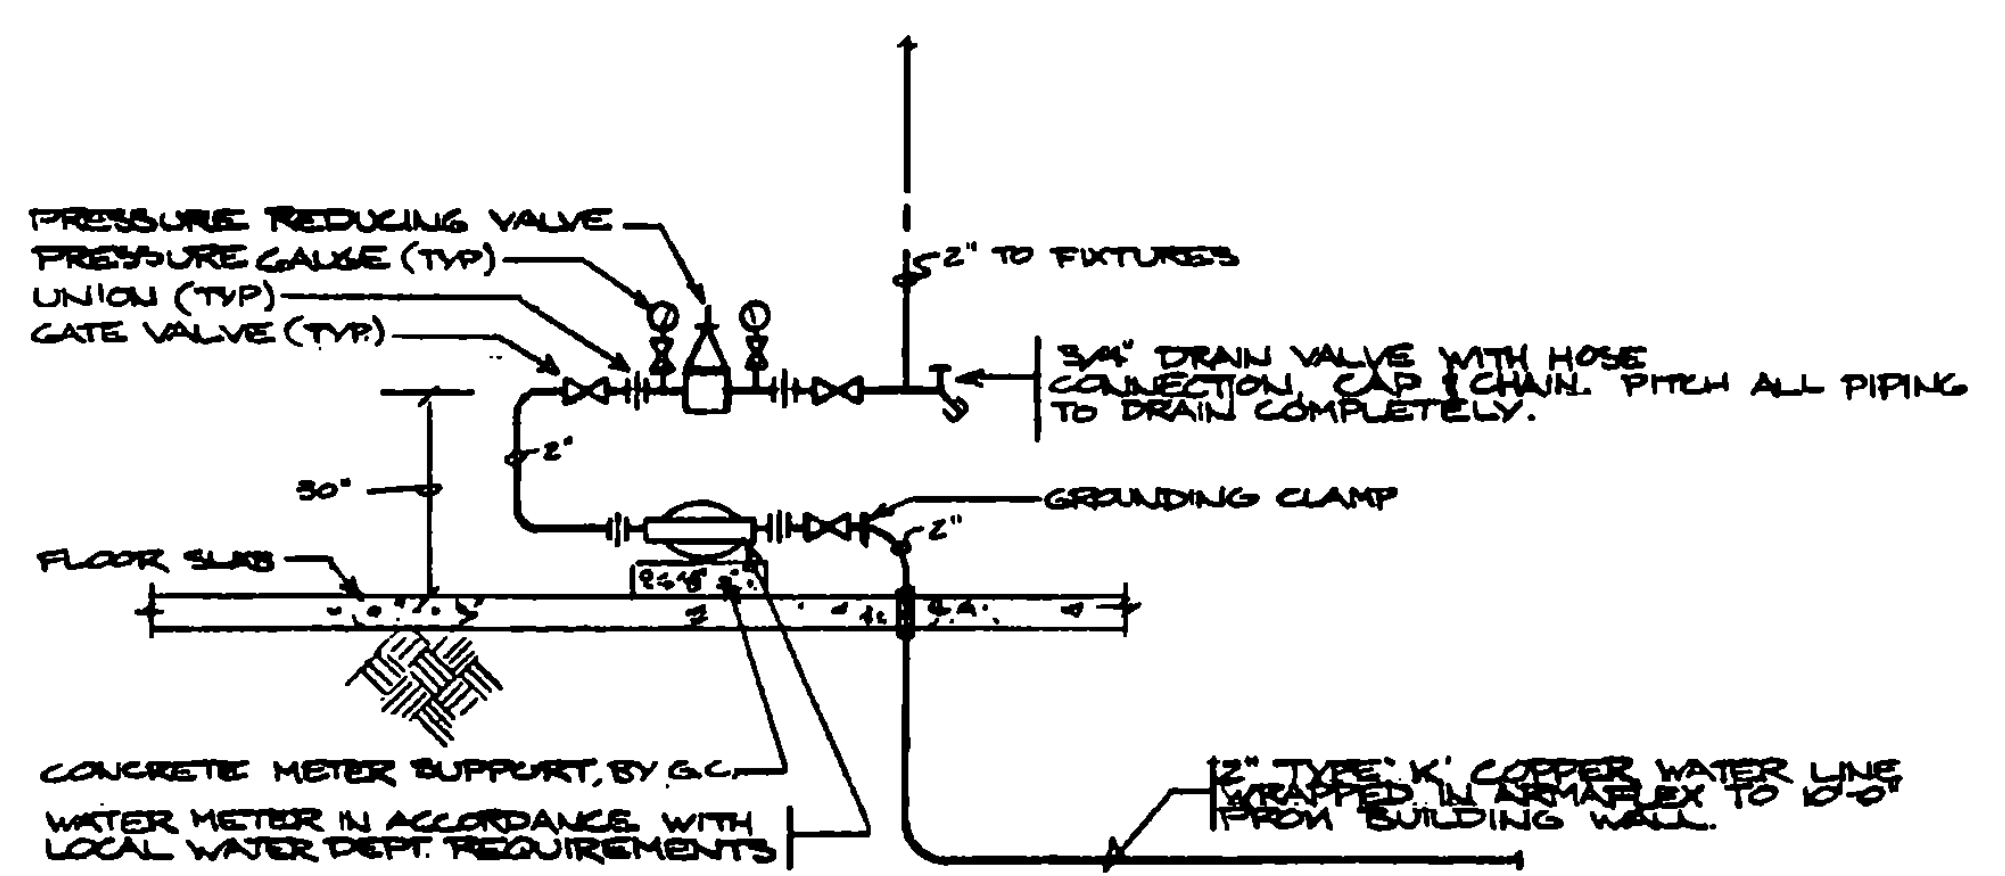 PRESSURE REDUCING VALVE
PRESSURE GAUGE (TYP)
UNION (TYP)
GATE VALVE (TYP.)
2" TO FIXTURES
3/4" DRAIN VALVE WITH HOSE
CONNECTION, CAP & CHAIN. PITCH ALL PIPING
TO DRAIN COMPLETELY.
2"
30"
GROUNDING CLAMP
2"
FLOOR SLAB
CONCRETE METER SUPPORT, BY G.C.
WATER METER IN ACCORDANCE WITH
LOCAL WATER DEPT. REQUIREMENTS
2" TYPE 'K' COPPER WATER LINE
WRAPPED IN ARMAFLEX TO 10'-0"
FROM BUILDING WALL.